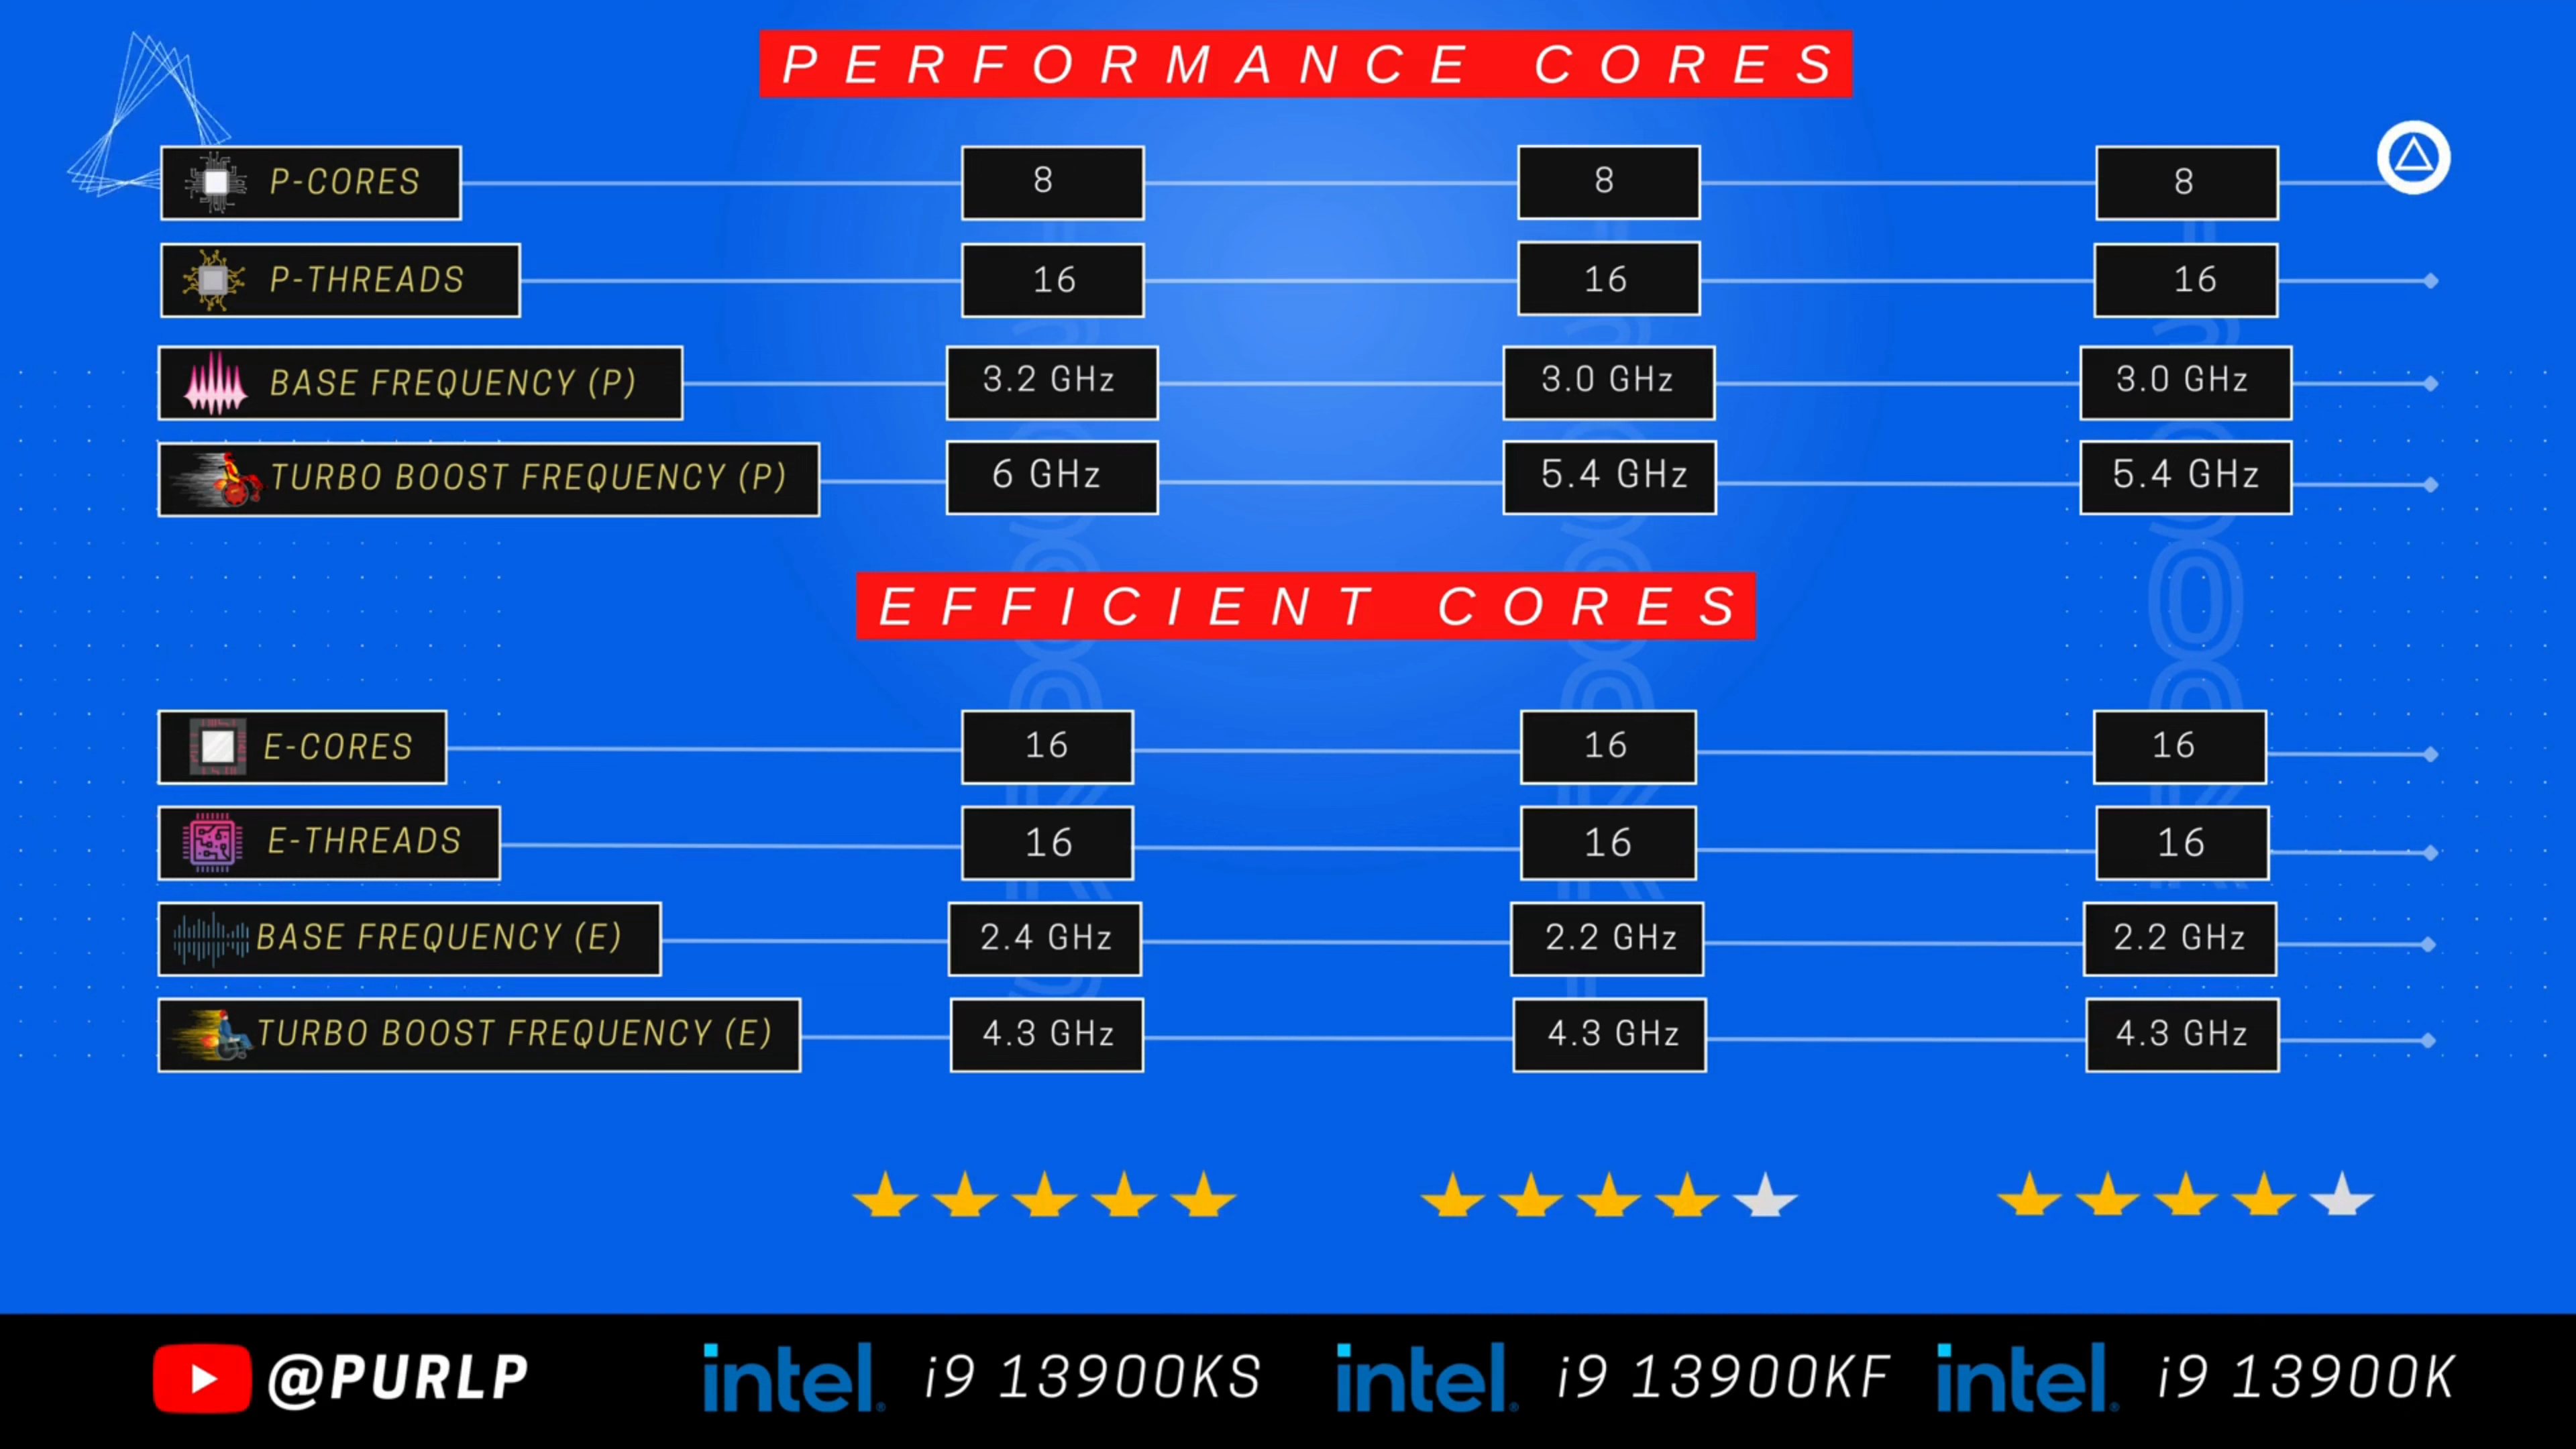 PERFORMANCE CORES
P-CORES 8 8 8
P-THREADS 16 16 16
BASE FREQUENCY (P) 3.2 GHz 3.0 GHz 3.0 GHz
TURBO BOOST FREQUENCY (P) 6 GHz 5.4 GHz 5.4 GHz
EFFICIENT CORES
E-CORES 16 16 16
E-THREADS 16 16 16
BASE FREQUENCY (E) 2.4 GHz 2.2 GHz 2.2 GHz
TURBO BOOST FREQUENCY (E) 4.3 GHz 4.3 GHz 4.3 GHz
@PURLP intel® i9 13900KS intel® i9 13900KF intel® i9 13900K